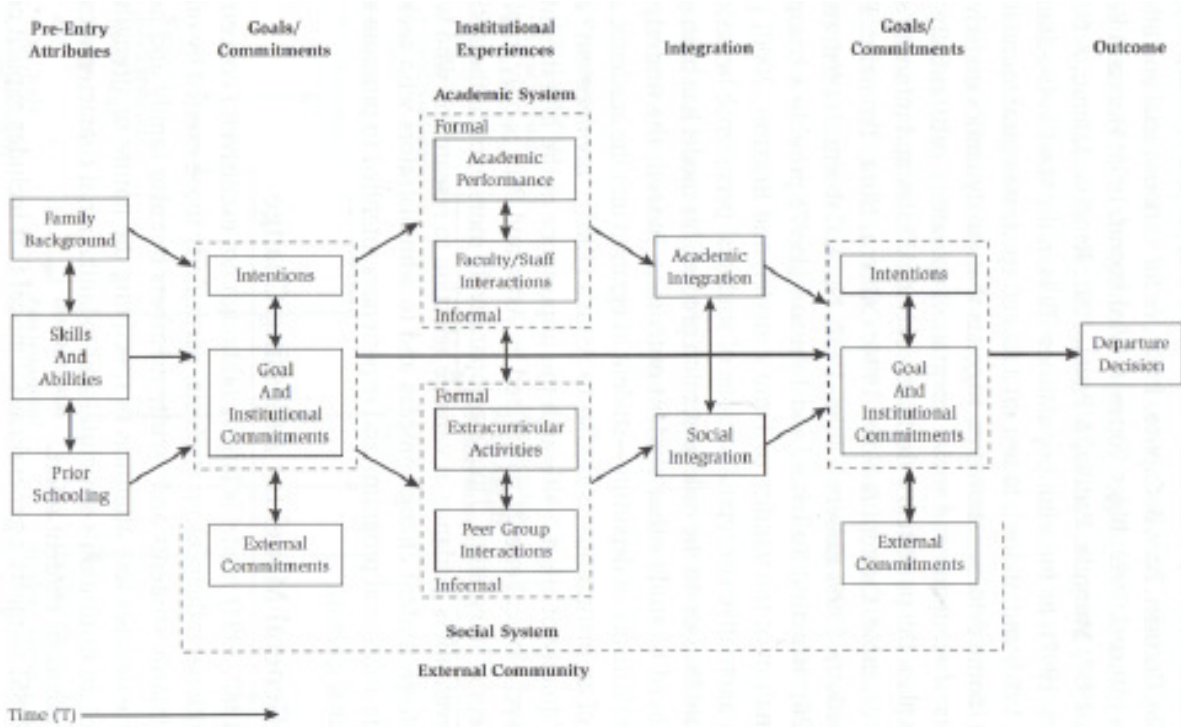 Pre-Entry
Attributes
Goals/
Commitments
Institutional
Experiences
Integration
Goals/
Commitments
Outcome
Academic System
Formal
Academic
Performance
Faculty/Staff
Interactions
Informal
Family
Background
Skills
And
Abilities
Prior
Schooling
Intentions
Goal
And
Institutional
Commitments
External
Commitments
Formal
Extracurricular
Activities
Peer Group
Interactions
Informal
Social System
Academic
Integration
Social
Integration
Intentions
Goal
And
Institutional
Commitments
External
Commitments
Departure
Decision
External Community
Time (T)